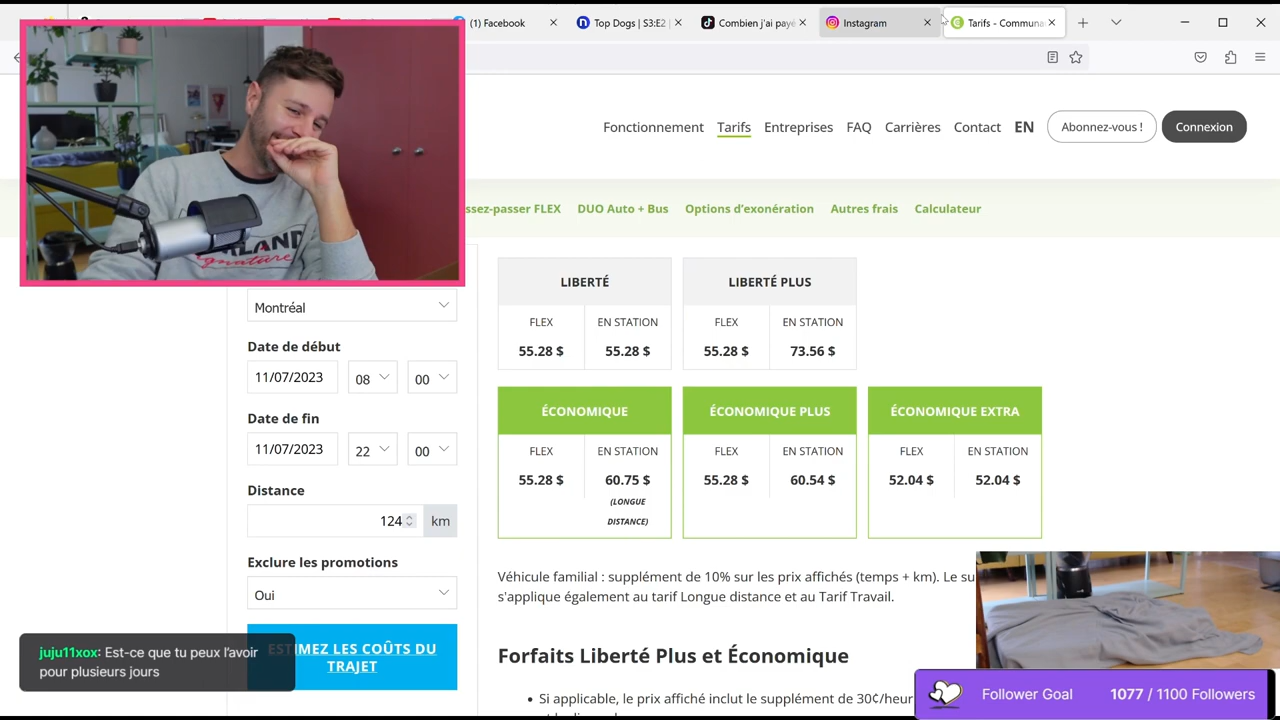 (1) Facebook
Top Dogs | S3:E2 |
Combien j'ai payé
Instagram
Tarifs - Communa
Fonctionnement
Tarifs
Entreprises
FAQ
Carrières
Contact
EN
Abonnez-vous !
Connexion
ssez-passer FLEX
DUO Auto + Bus
Options d'exonération
Autres frais
Calculateur
Montréal
Date de début
11/07/2023
08
00
Date de fin
11/07/2023
22
00
Distance
124
km
Exclure les promotions
Oui
ESTIMEZ LES COÛTS DU
TRAJET
LIBERTÉ
FLEX
EN STATION
55.28 $
55.28 $
LIBERTÉ PLUS
FLEX
EN STATION
55.28 $
73.56 $
ÉCONOMIQUE
FLEX
EN STATION
55.28 $
60.75 $
(LONGUE
DISTANCE)
ÉCONOMIQUE PLUS
FLEX
EN STATION
55.28 $
60.54 $
ÉCONOMIQUE EXTRA
FLEX
EN STATION
52.04 $
52.04 $
Véhicule familial : supplément de 10% sur les prix affichés (temps + km). Le su
s'applique également au tarif Longue distance et au Tarif Travail.
Forfaits Liberté Plus et Économique
• Si applicable, le prix affiché inclut le supplément de 30¢/heur
juju11xox: Est-ce que tu peux l'avoir
pour plusieurs jours
Follower Goal
1077 / 1100 Followers